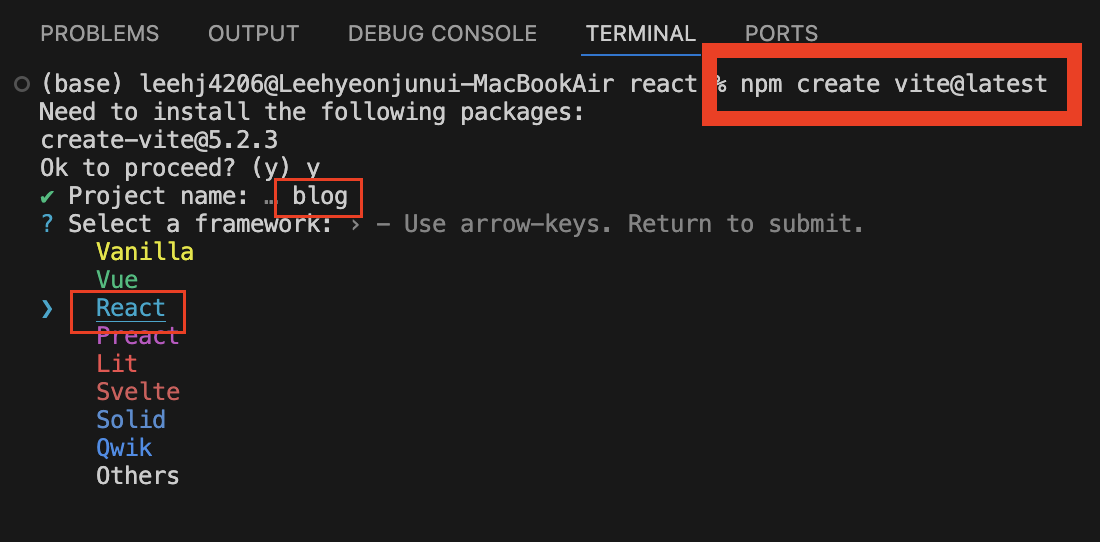 PROBLEMS OUTPUT DEBUG CONSOLE TERMINAL PORTS
(base) leehj4206@Leehyeonjunui-MacBookAir react % npm create vite@latest
Need to install the following packages:
create-vite@5.2.3
Ok to proceed? (y) y
✔ Project name: … blog
? Select a framework: › - Use arrow-keys. Return to submit.
Vanilla
Vue
❯ React
Preact
Lit
Svelte
Solid
Qwik
Others